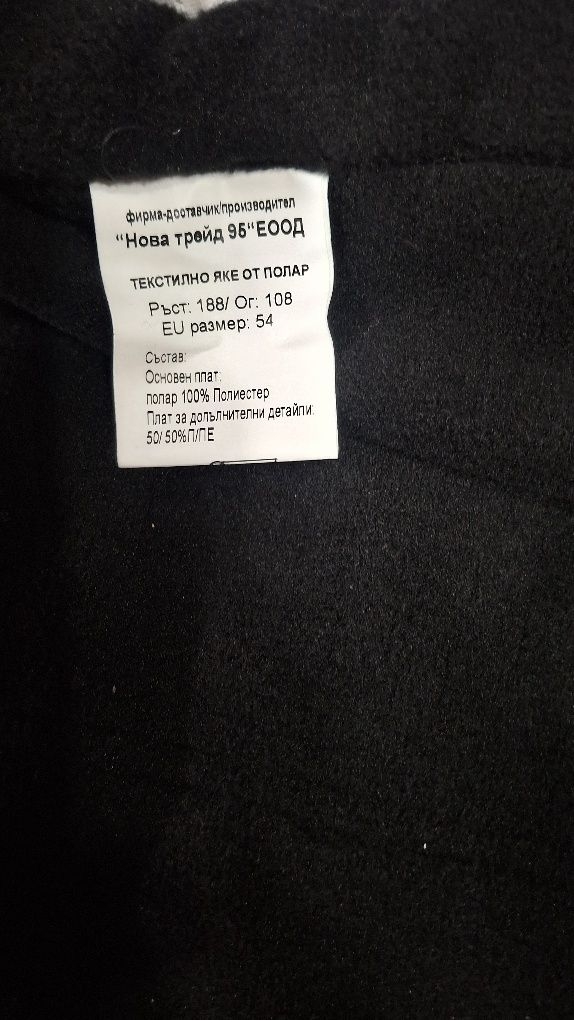 фирма-доставчик/производител
"Нова трейд 95"ЕООД
ТЕКСТИЛНО ЯКЕ ОТ ПОЛАР
Ръст: 188/ Ог: 108
EU размер: 54
Състав:
Основен плат:
полар 100% Полиестер
Плат за допълнителни детайли:
50/ 50%П/ПЕ